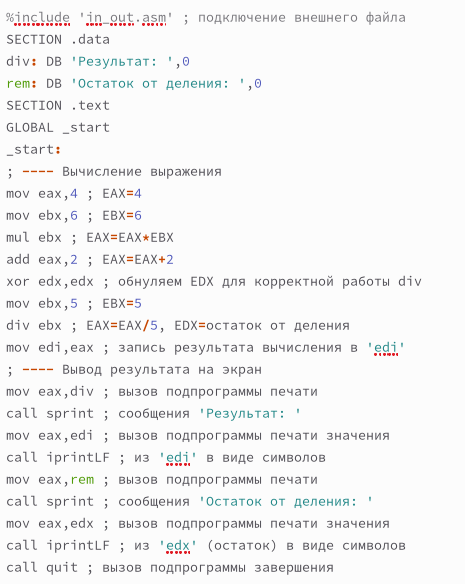 %include 'in_out.asm' ; подключение внешнего файла
SECTION .data
div: DB 'Результат: ',0
rem: DB 'Остаток от деления: ',0
SECTION .text
GLOBAL _start
_start:
; ---- Вычисление выражения
mov eax,4 ; EAX=4
mov ebx,6 ; EBX=6
mul ebx ; EAX=EAX*EBX
add eax,2 ; EAX=EAX+2
xor edx,edx ; обнуляем EDX для корректной работы div
mov ebx,5 ; EBX=5
div ebx ; EAX=EAX/5, EDX=остаток от деления
mov edi,eax ; запись результата вычисления в 'edi'
; ---- Вывод результата на экран
mov eax,div ; вызов подпрограммы печати
call sprint ; сообщения 'Результат: '
mov eax,edi ; вызов подпрограммы печати значения
call iprintLF ; из 'edi' в виде символов
mov eax,rem ; вызов подпрограммы печати
call sprint ; сообщения 'Остаток от деления: '
mov eax,edx ; вызов подпрограммы печати значения
call iprintLF ; из 'edx' (остаток) в виде символов
call quit ; вызов подпрограммы завершения